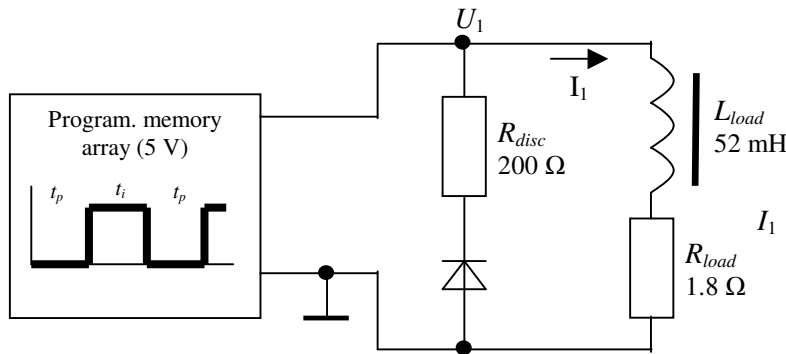 U1
I1
Program. memory
array (5 V)
tp ti tp
Rdisc
200 Ω
Lload
52 mH
I1
Rload
1.8 Ω